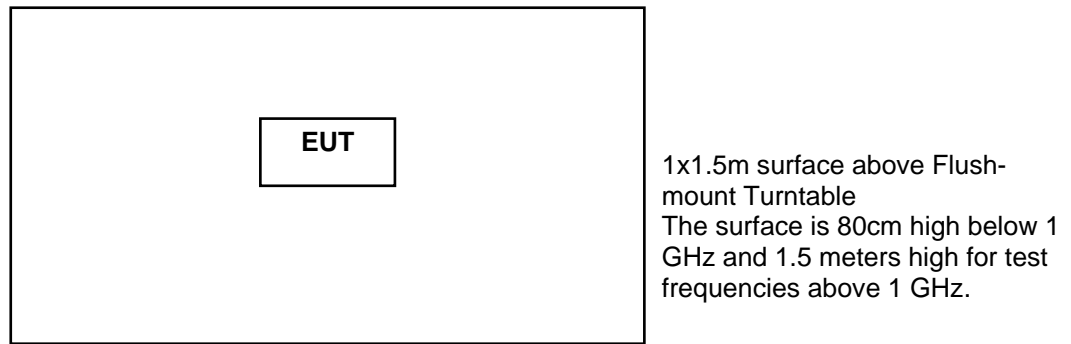 EUT
1x1.5m surface above Flush-
mount Turntable
The surface is 80cm high below 1
GHz and 1.5 meters high for test
frequencies above 1 GHz.